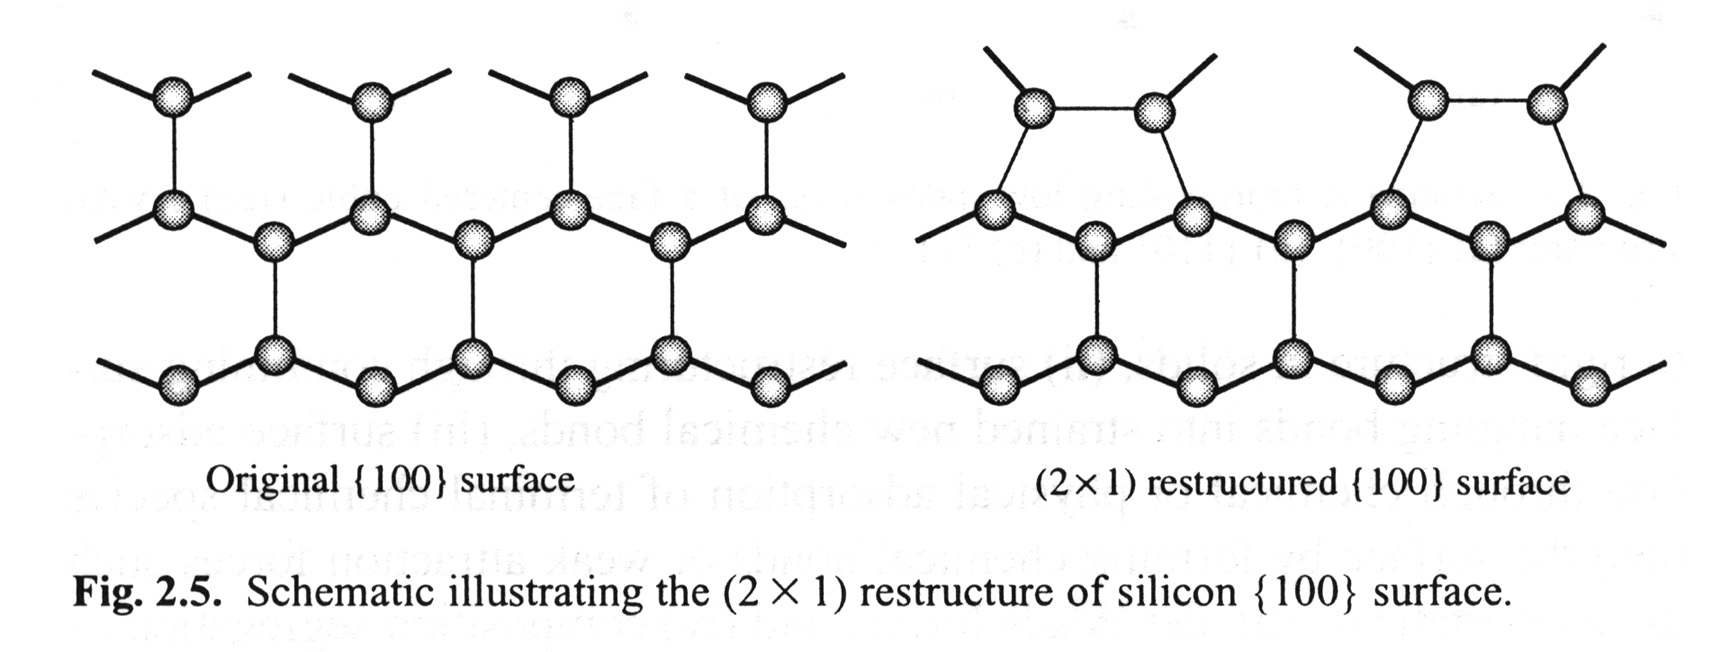 Original {100} surface
(2×1) restructured {100} surface
Fig. 2.5. Schematic illustrating the (2 × 1) restructure of silicon {100} surface.